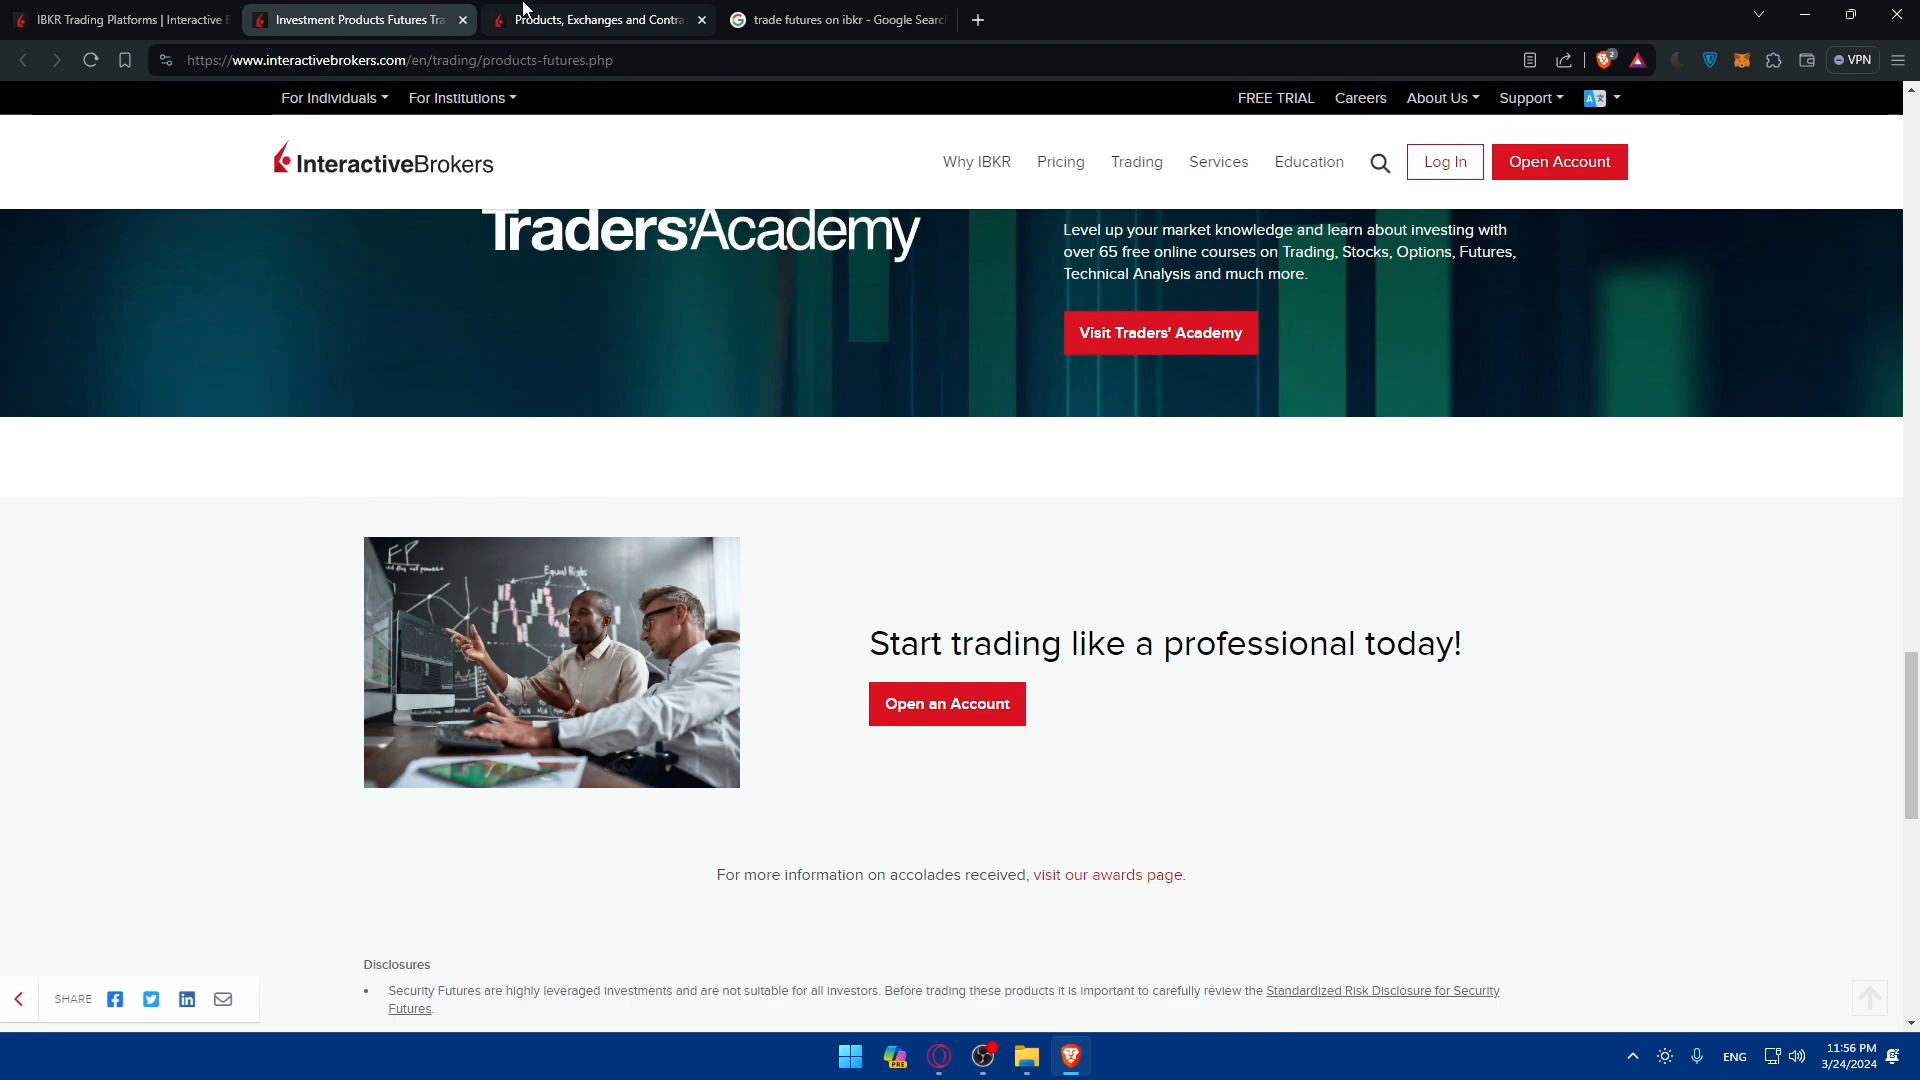 IBKR Trading Platforms | Interactive B
Investment Products Futures Tra
Products, Exchanges and Contra
trade futures on ibkr - Google Searc
https://www.interactivebrokers.com/en/trading/products-futures.php
2
VPN
For Individuals
For Institutions
FREE TRIAL
Careers
About Us
Support
InteractiveBrokers
Why IBKR
Pricing
Trading
Services
Education
Log In
Open Account
Traders'Academy
Level up your market knowledge and learn about investing with
over 65 free online courses on Trading, Stocks, Options, Futures,
Technical Analysis and much more.
Visit Traders' Academy
FP
Equal Highs
Start trading like a professional today!
Open an Account
For more information on accolades received, visit our awards page.
Disclosures
• Security Futures are highly leveraged investments and are not suitable for all investors. Before trading these products it is important to carefully review the Standardized Risk Disclosure for Security
Futures.
SHARE
PRE
ENG
11:56 PM
3/24/2024